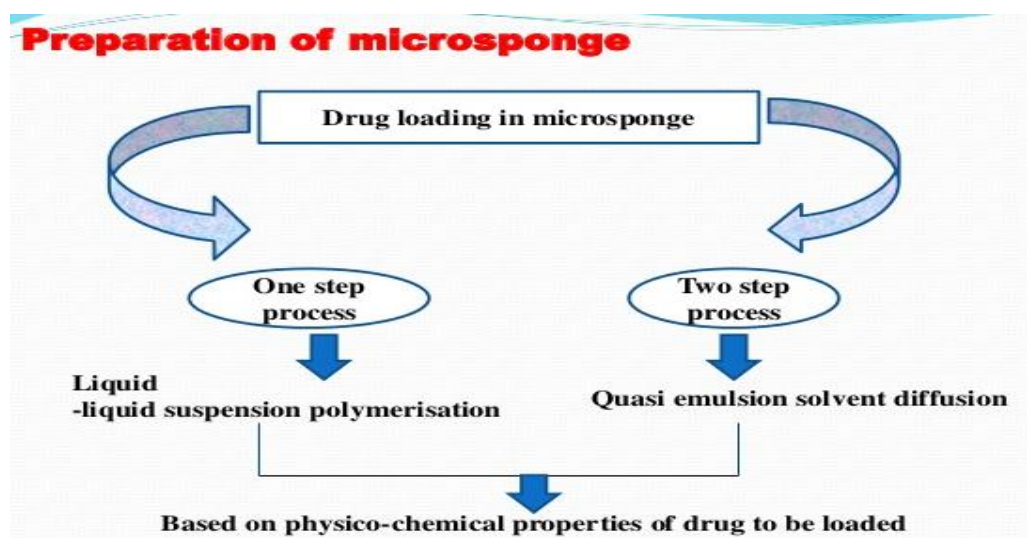 Preparation of microsponge
Drug loading in microsponge
One step
process
Two step
process
Liquid
-liquid suspension polymerisation
Quasi emulsion solvent diffusion
Based on physico-chemical properties of drug to be loaded